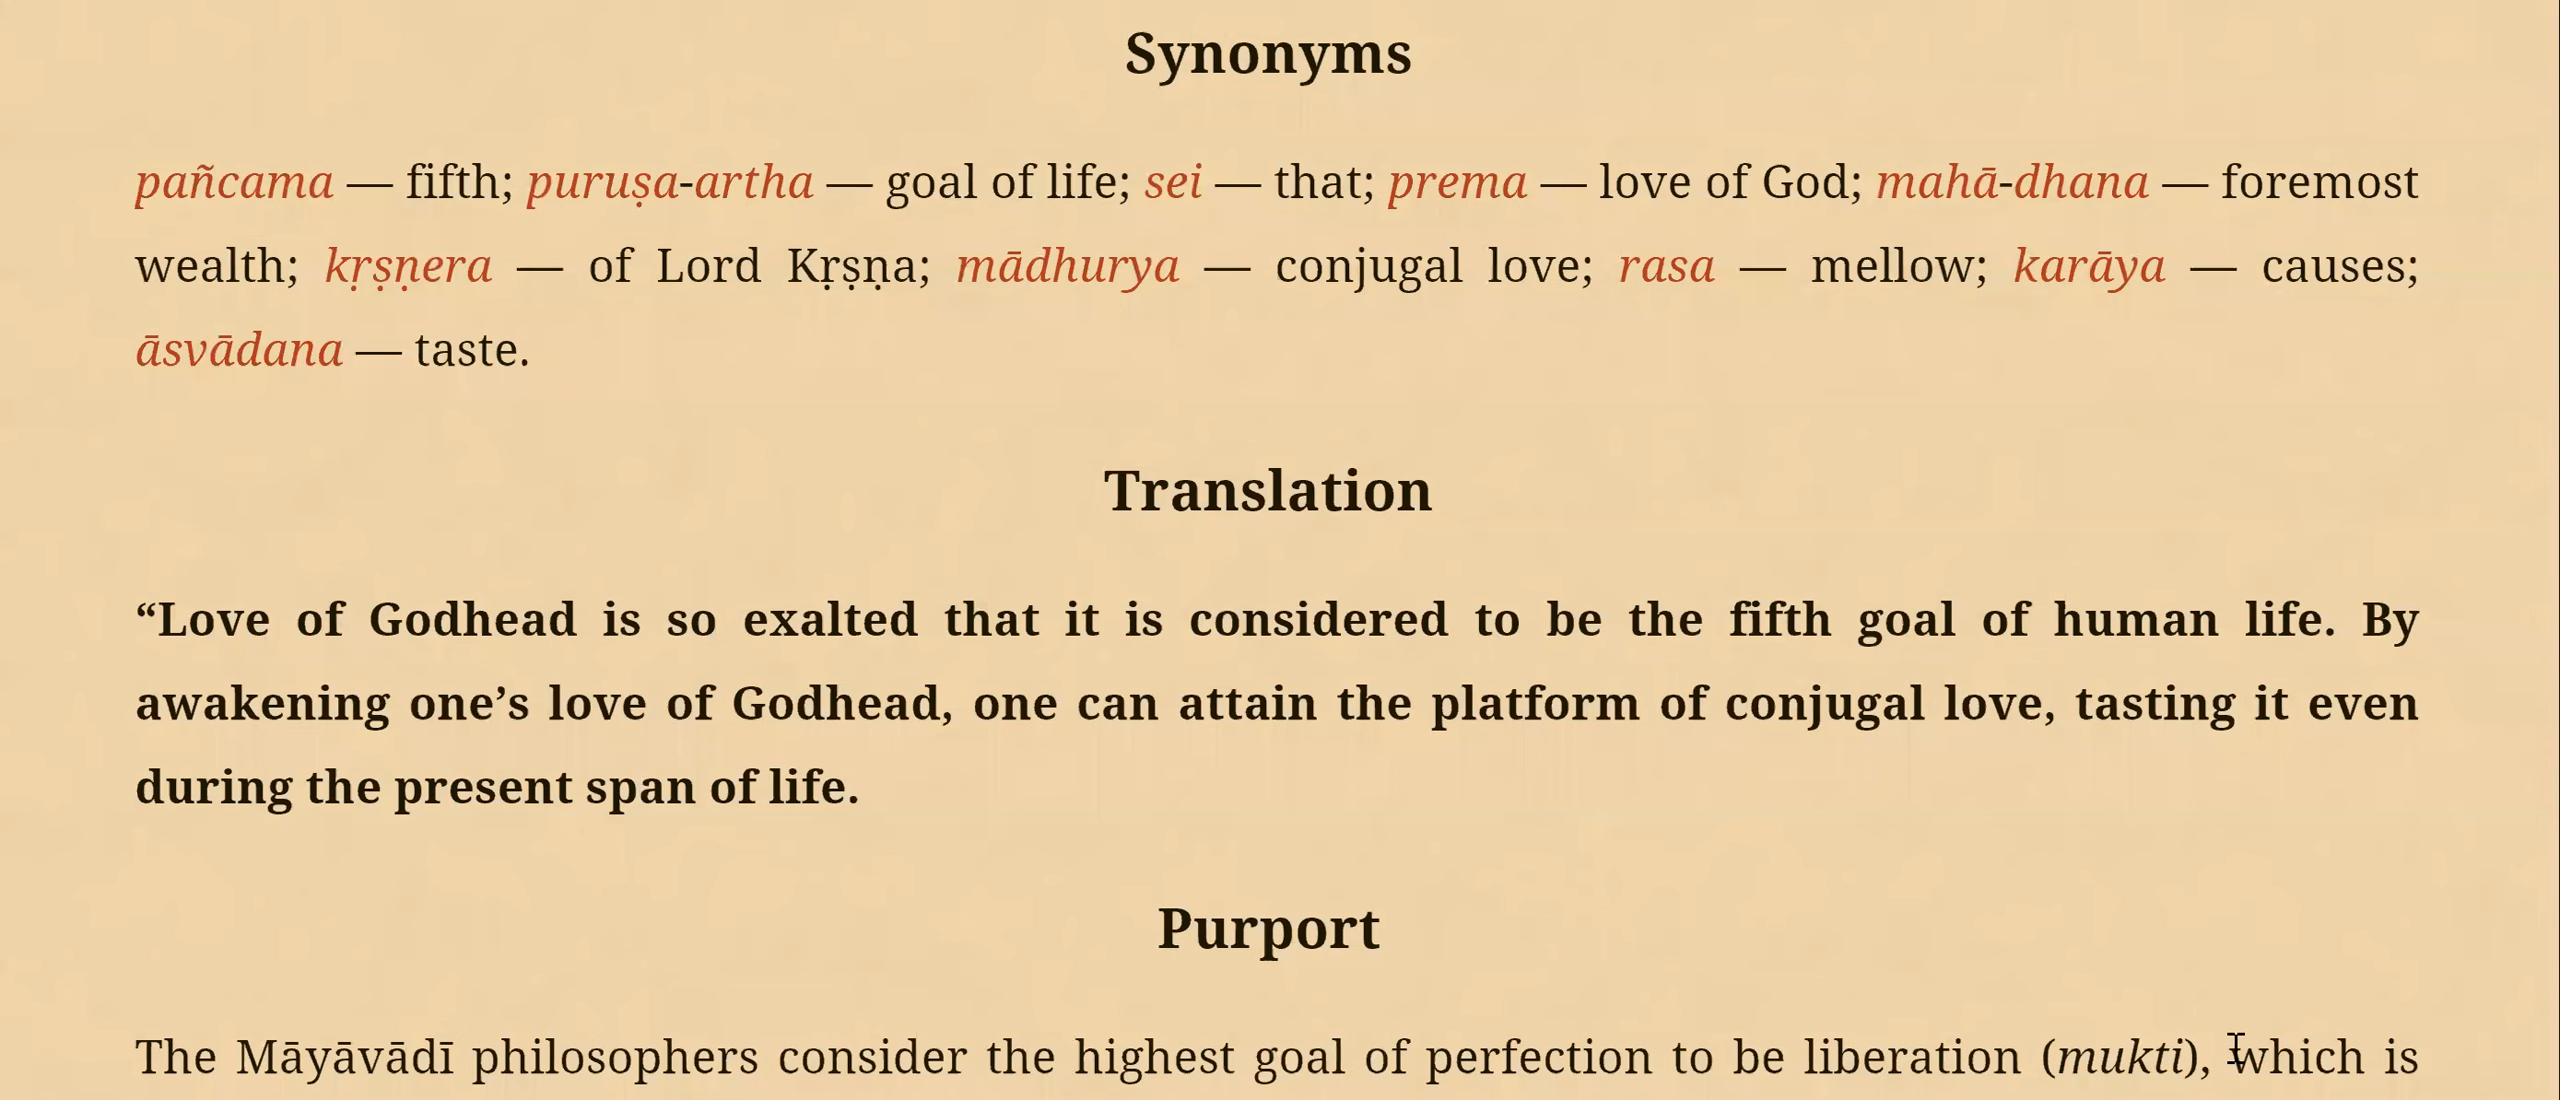 Synonyms
pañcama — fifth; puruṣa-artha — goal of life; sei — that; prema — love of God; mahā-dhana — foremost
wealth; kṛṣṇera — of Lord Kṛṣṇa; mādhurya — conjugal love; rasa — mellow; karāya — causes;
āsvādana — taste.
Translation
“Love of Godhead is so exalted that it is considered to be the fifth goal of human life. By
awakening one’s love of Godhead, one can attain the platform of conjugal love, tasting it even
during the present span of life.
Purport
The Māyāvādī philosophers consider the highest goal of perfection to be liberation (mukti), which is